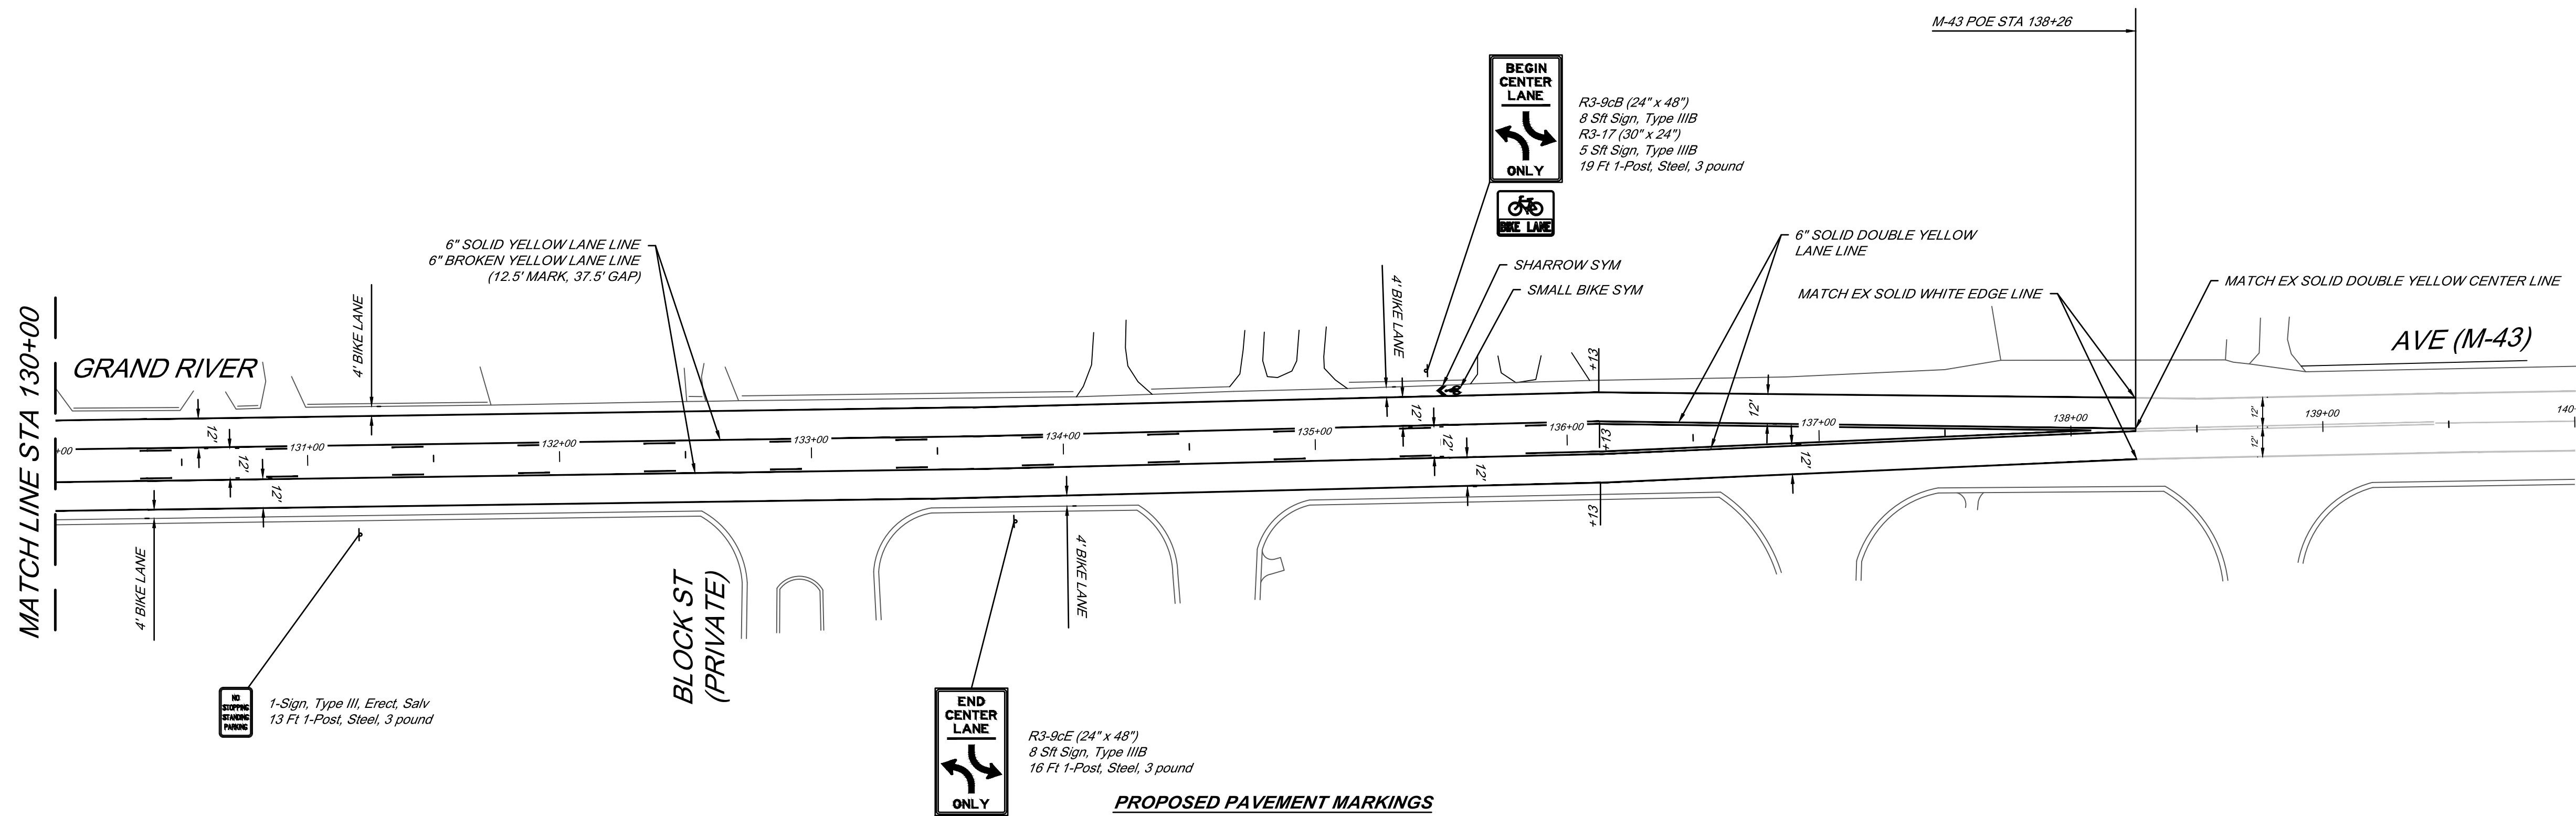 M-43 POE STA 138+26
BEGIN
CENTER
LANE
ONLY
BIKE LANE
R3-9cB (24" x 48")
8 Sft Sign, Type IIIB
R3-17 (30" x 24")
5 Sft Sign, Type IIIB
19 Ft 1-Post, Steel, 3 pound
6" SOLID YELLOW LANE LINE
6" BROKEN YELLOW LANE LINE
(12.5' MARK, 37.5' GAP)
SHARROW SYM
SMALL BIKE SYM
6" SOLID DOUBLE YELLOW
LANE LINE
MATCH EX SOLID WHITE EDGE LINE
MATCH EX SOLID DOUBLE YELLOW CENTER LINE
MATCH LINE STA 130+00
GRAND RIVER
AVE (M-43)
4' BIKE LANE
4' BIKE LANE
+13
12'
12'
12'
12'
12'
12'
12'
12'
12'
12'
+00
131+00
132+00
133+00
134+00
135+00
136+00
137+00
138+00
139+00
140+
+13
+13
4' BIKE LANE
4' BIKE LANE
BLOCK ST
(PRIVATE)
NO
STOPPING
STANDING
PARKING
1-Sign, Type III, Erect, Salv
13 Ft 1-Post, Steel, 3 pound
END
CENTER
LANE
ONLY
R3-9cE (24" x 48")
8 Sft Sign, Type IIIB
16 Ft 1-Post, Steel, 3 pound
PROPOSED PAVEMENT MARKINGS